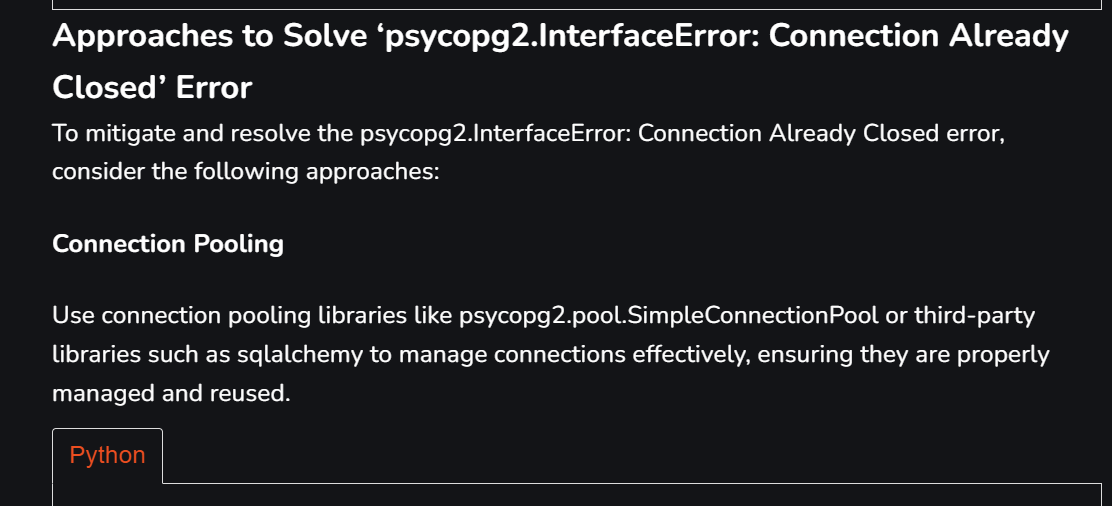 Approaches to Solve ‘psycopg2.InterfaceError: Connection Already
Closed’ Error
To mitigate and resolve the psycopg2.InterfaceError: Connection Already Closed error,
consider the following approaches:
Connection Pooling
Use connection pooling libraries like psycopg2.pool.SimpleConnectionPool or third-party
libraries such as sqlalchemy to manage connections effectively, ensuring they are properly
managed and reused.
Python